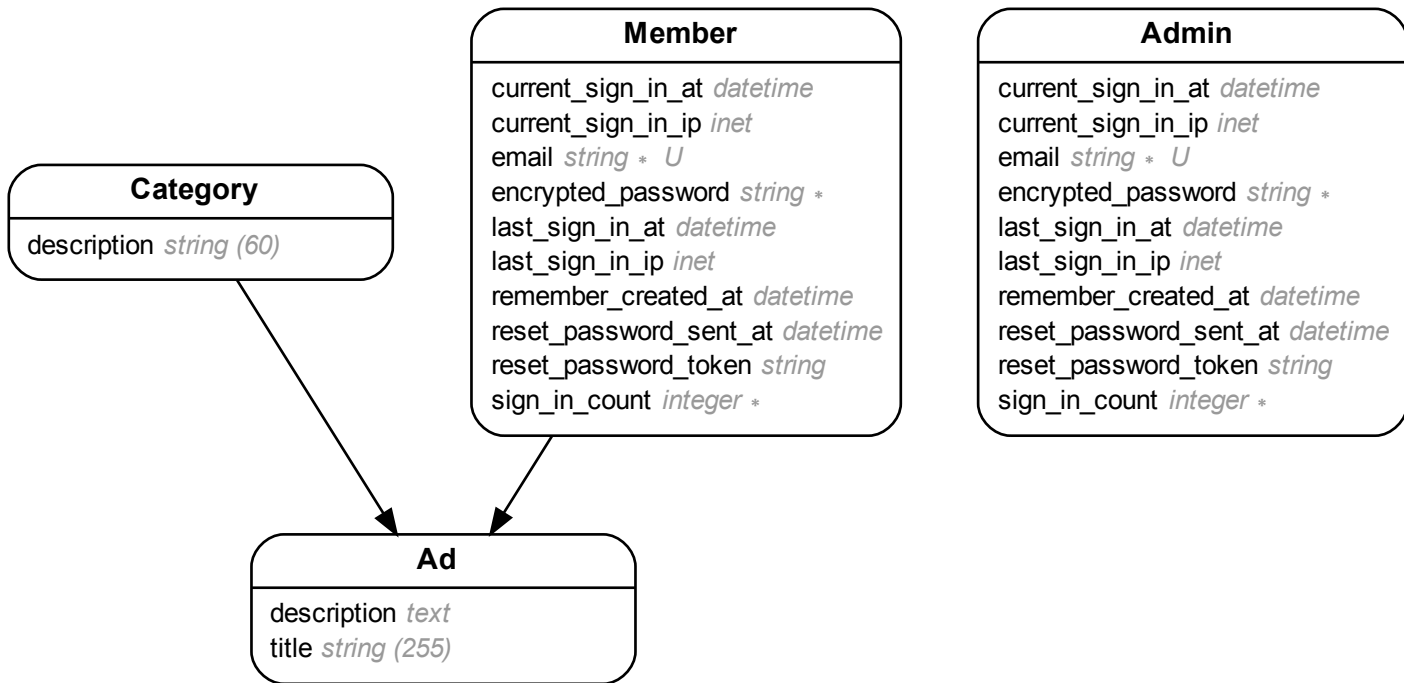 Category
description string (60)
Member
current_sign_in_at datetime
current_sign_in_ip inet
email string * U
encrypted_password string *
last_sign_in_at datetime
last_sign_in_ip inet
remember_created_at datetime
reset_password_sent_at datetime
reset_password_token string
sign_in_count integer *
Admin
current_sign_in_at datetime
current_sign_in_ip inet
email string * U
encrypted_password string *
last_sign_in_at datetime
last_sign_in_ip inet
remember_created_at datetime
reset_password_sent_at datetime
reset_password_token string
sign_in_count integer *
Ad
description text
title string (255)